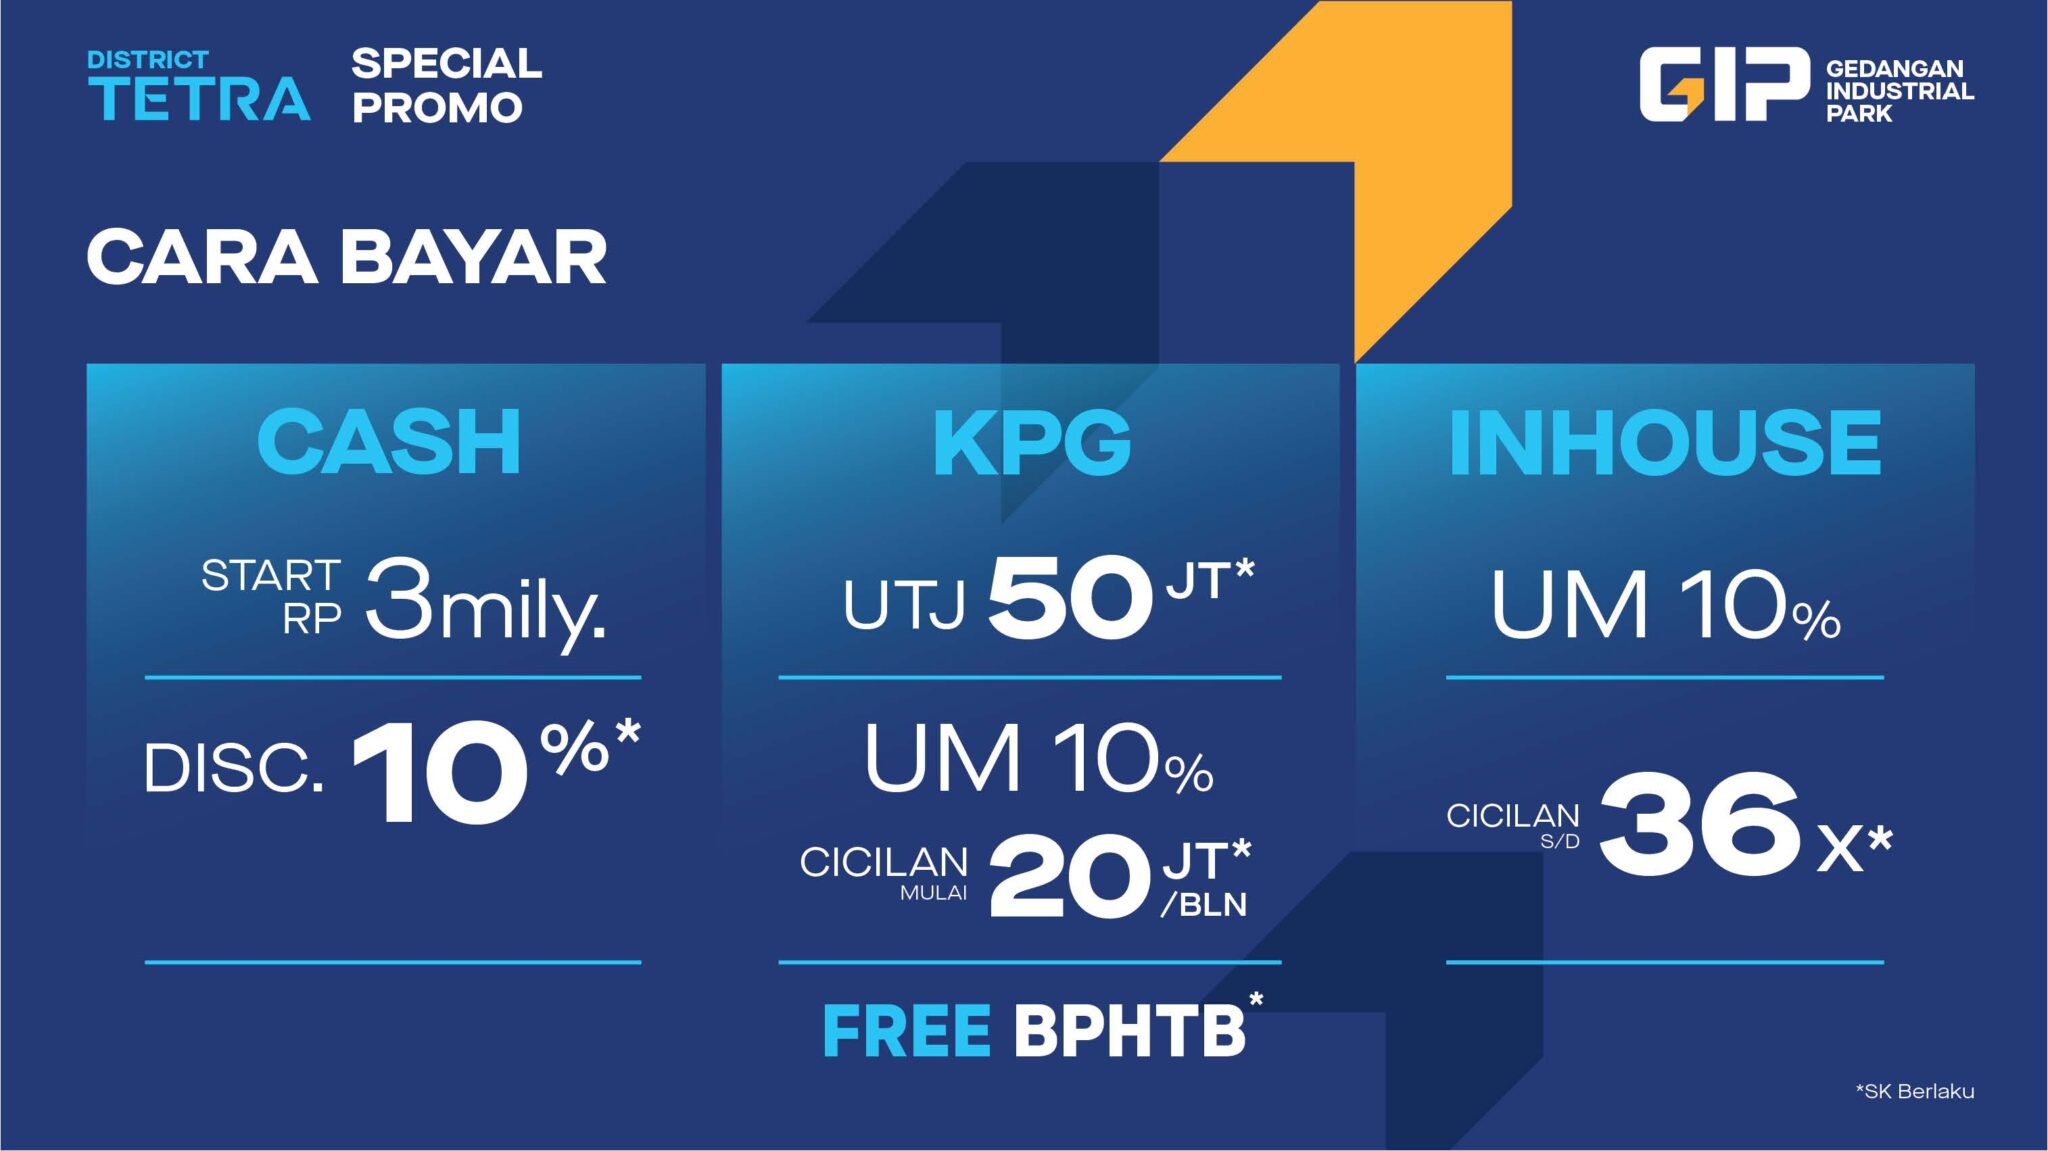 DISTRICT
TETRA
SPECIAL
PROMO
GIP
GEDANGAN
INDUSTRIAL
PARK
CARA BAYAR
CASH
START
RP 3mily.
DISC. 10%*
KPG
UTJ 50 JT*
UM 10%
CICILAN
MULAI 20 JT*
/BLN
INHOUSE
UM 10%
CICILAN
S/D 36 X*
FREE BPHTB*
*SK Berlaku